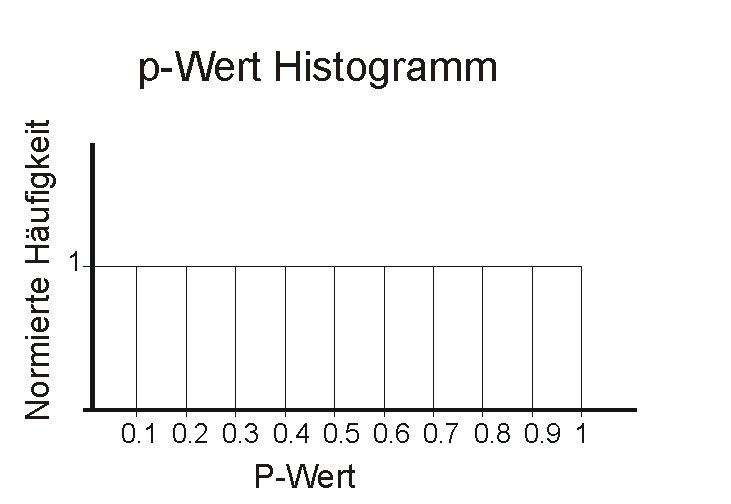 p-Wert Histogramm
Normierte Häufigkeit
1
0.1 0.2 0.3 0.4 0.5 0.6 0.7 0.8 0.9 1
P-Wert